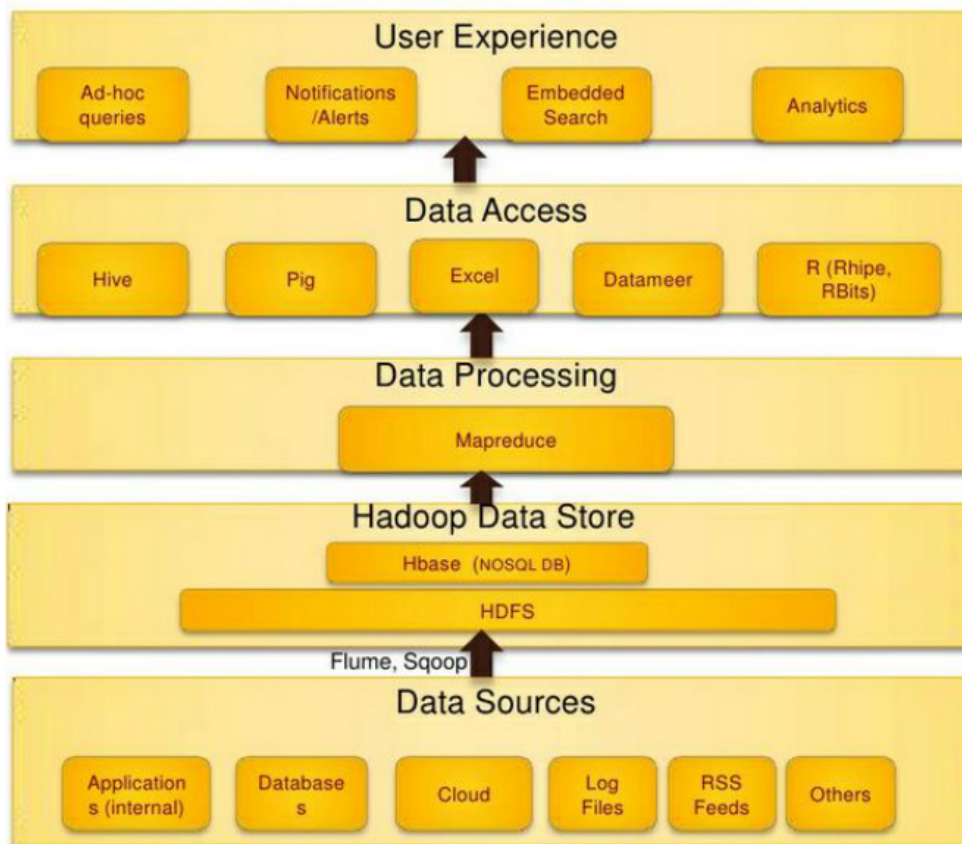 User Experience
Ad-hoc
queries
Notifications
/Alerts
Embedded
Search
Analytics
Data Access
Hive
Pig
Excel
Datameer
R (Rhipe,
RBits)
Data Processing
Mapreduce
Hadoop Data Store
Hbase (NOSQL DB)
HDFS
Flume, Sqoop
Data Sources
Application
s (internal)
Database
s
Cloud
Log
Files
RSS
Feeds
Others